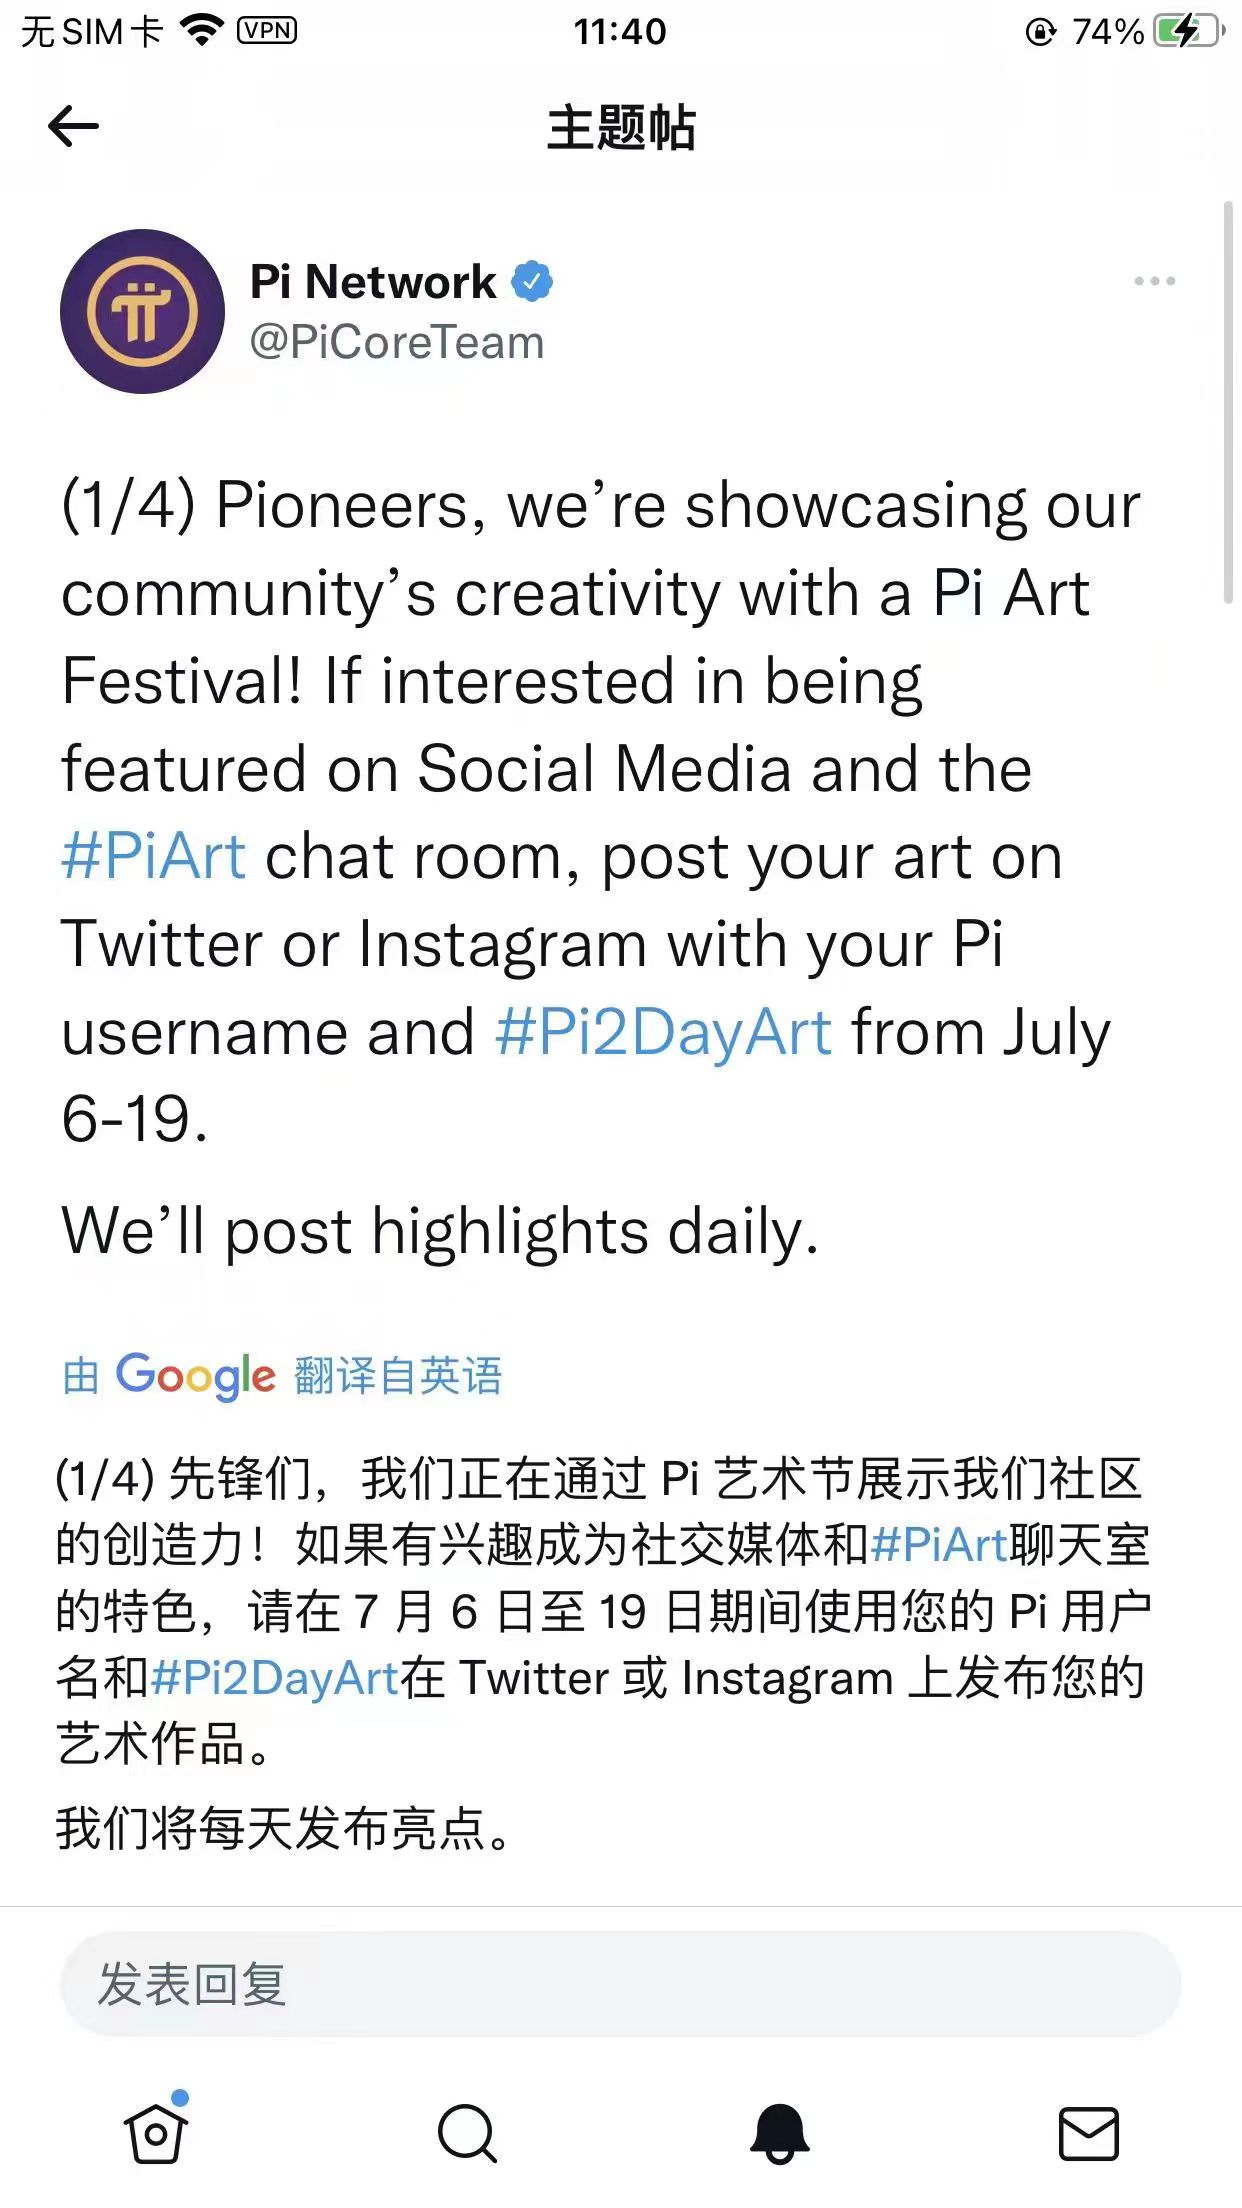 无SIM卡 VPN 11:40 74%
主题帖
Pi Network
@PiCoreTeam
(1/4) Pioneers, we’re showcasing our
community’s creativity with a Pi Art
Festival! If interested in being
featured on Social Media and the
#PiArt chat room, post your art on
Twitter or Instagram with your Pi
username and #Pi2DayArt from July
6-19.
We’ll post highlights daily.
由 Google 翻译自英语
(1/4) 先锋们，我们正在通过 Pi 艺术节展示我们社区
的创造力！如果有兴趣成为社交媒体和#PiArt聊天室
的特色，请在 7 月 6 日至 19 日期间使用您的 Pi 用户
名和#Pi2DayArt在 Twitter 或 Instagram 上发布您的
艺术作品。
我们将每天发布亮点。
发表回复